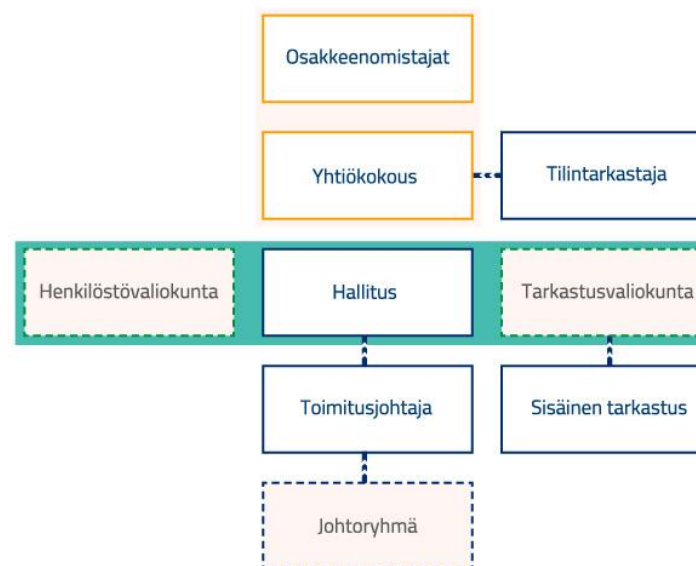 Osakkeenomistajat
Yhtiökokous
Tilintarkastaja
Henkilöstövaliokunta
Hallitus
Tarkastusvaliokunta
Toimitusjohtaja
Sisäinen tarkastus
Johtoryhmä